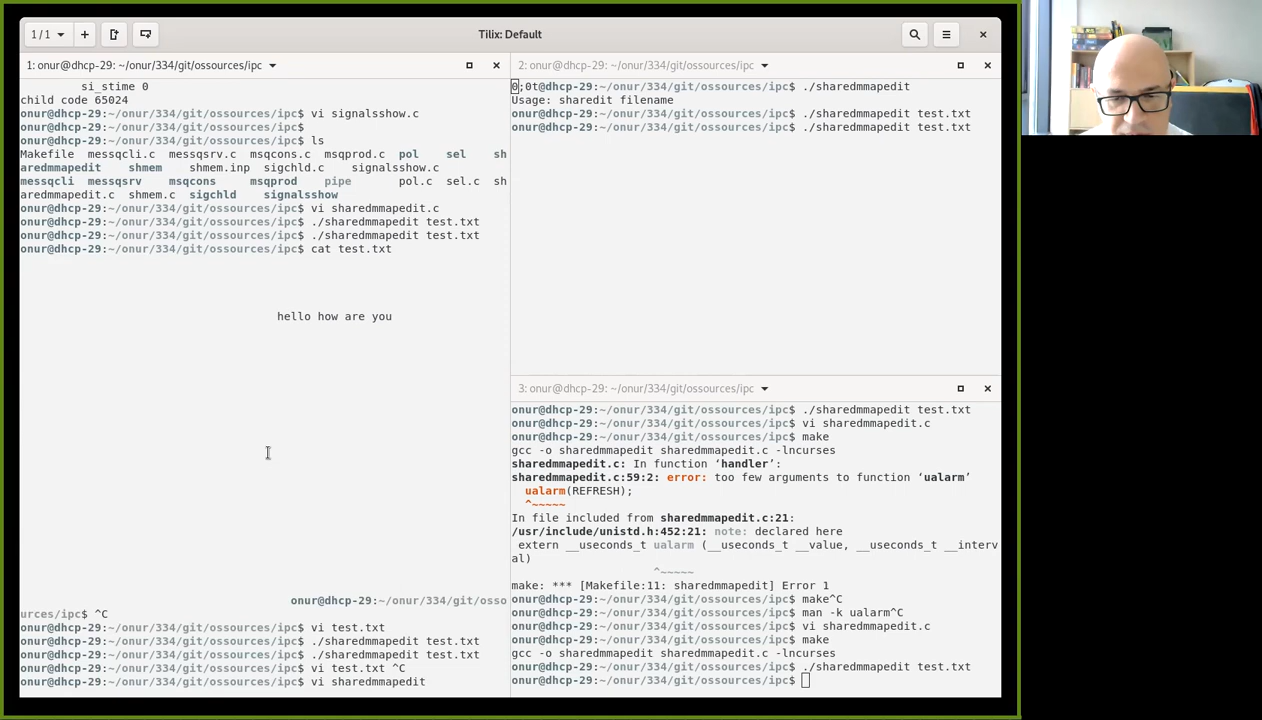 1 / 1
Tilix: Default
1: onur@dhcp-29: ~/onur/334/git/ossources/ipc
si_stime 0
child code 65024
onur@dhcp-29:~/onur/334/git/ossources/ipc$ vi signalsshow.c
onur@dhcp-29:~/onur/334/git/ossources/ipc$
onur@dhcp-29:~/onur/334/git/ossources/ipc$ ls
Makefile  messqcli.c  messqsrv.c  msqcons.c  msqprod.c  pol    sel    sh
aredmmapedit    shmem    shmem.inp  sigchld.c    signalsshow.c
messqcli  messqsrv    msqcons     msqprod    pipe       pol.c  sel.c  sh
aredmmapedit.c  shmem.c  sigchld    signalsshow
onur@dhcp-29:~/onur/334/git/ossources/ipc$ vi sharedmmapedit.c
onur@dhcp-29:~/onur/334/git/ossources/ipc$ ./sharedmmapedit test.txt
onur@dhcp-29:~/onur/334/git/ossources/ipc$ ./sharedmmapedit test.txt
onur@dhcp-29:~/onur/334/git/ossources/ipc$ cat test.txt
hello how are you
onur@dhcp-29:~/onur/334/git/osso
urces/ipc$ ^C
onur@dhcp-29:~/onur/334/git/ossources/ipc$ vi test.txt
onur@dhcp-29:~/onur/334/git/ossources/ipc$ ./sharedmmapedit test.txt
onur@dhcp-29:~/onur/334/git/ossources/ipc$ ./sharedmmapedit test.txt
onur@dhcp-29:~/onur/334/git/ossources/ipc$ vi test.txt ^C
onur@dhcp-29:~/onur/334/git/ossources/ipc$ vi sharedmmapedit
2: onur@dhcp-29: ~/onur/334/git/ossources/ipc
0;0t@dhcp-29:~/onur/334/git/ossources/ipc$ ./sharedmmapedit
Usage: sharedit filename
onur@dhcp-29:~/onur/334/git/ossources/ipc$ ./sharedmmapedit test.txt
onur@dhcp-29:~/onur/334/git/ossources/ipc$ ./sharedmmapedit test.txt
3: onur@dhcp-29: ~/onur/334/git/ossources/ipc
onur@dhcp-29:~/onur/334/git/ossources/ipc$ ./sharedmmapedit test.txt
onur@dhcp-29:~/onur/334/git/ossources/ipc$ vi sharedmmapedit.c
onur@dhcp-29:~/onur/334/git/ossources/ipc$ make
gcc -o sharedmmapedit sharedmmapedit.c -lncurses
sharedmmapedit.c: In function ‘handler’:
sharedmmapedit.c:59:2: error: too few arguments to function ‘ualarm’
ualarm(REFRESH);
^~~~~~
In file included from sharedmmapedit.c:21:
/usr/include/unistd.h:452:21: note: declared here
extern __useconds_t ualarm (__useconds_t __value, __useconds_t __interv
al)
^~~~~~
make: *** [Makefile:11: sharedmmapedit] Error 1
onur@dhcp-29:~/onur/334/git/ossources/ipc$ make^C
onur@dhcp-29:~/onur/334/git/ossources/ipc$ man -k ualarm^C
onur@dhcp-29:~/onur/334/git/ossources/ipc$ vi sharedmmapedit.c
onur@dhcp-29:~/onur/334/git/ossources/ipc$ make
gcc -o sharedmmapedit sharedmmapedit.c -lncurses
onur@dhcp-29:~/onur/334/git/ossources/ipc$ ./sharedmmapedit test.txt
onur@dhcp-29:~/onur/334/git/ossources/ipc$